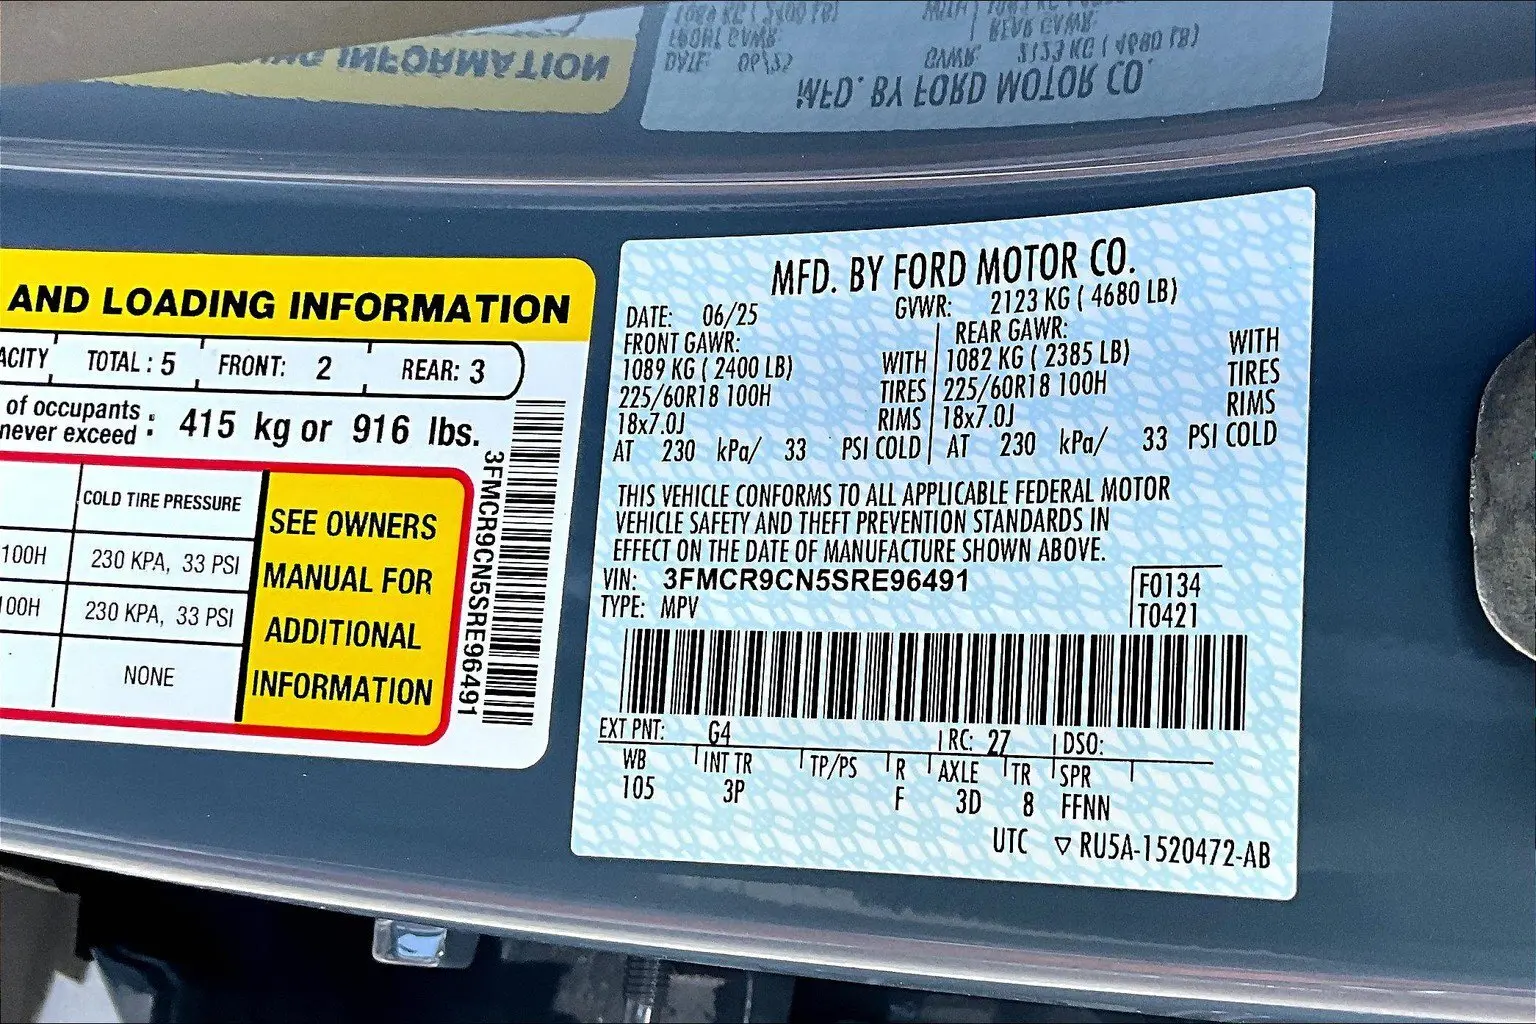 AND LOADING INFORMATION
TOTAL : 5 FRONT: 2 REAR: 3
of occupants
never exceed : 415 kg or 916 lbs.
COLD TIRE PRESSURE
100H 230 KPA, 33 PSI
100H 230 KPA, 33 PSI
NONE
SEE OWNERS
MANUAL FOR
ADDITIONAL
INFORMATION
3FMCR9CN5SRE96491
MFD. BY FORD MOTOR CO.
DATE: 06/25 GVWR: 2123 KG ( 4680 LB)
FRONT GAWR: REAR GAWR:
1089 KG ( 2400 LB) WITH 1082 KG ( 2385 LB) WITH
225/60R18 100H TIRES 225/60R18 100H TIRES
18x7.0J RIMS 18x7.0J RIMS
AT 230 kPa/ 33 PSI COLD AT 230 kPa/ 33 PSI COLD
THIS VEHICLE CONFORMS TO ALL APPLICABLE FEDERAL MOTOR
VEHICLE SAFETY AND THEFT PREVENTION STANDARDS IN
EFFECT ON THE DATE OF MANUFACTURE SHOWN ABOVE.
VIN: 3FMCR9CN5SRE96491 F0134
TYPE: MPV T0421
EXT PNT: G4 RC: 27 DSO:
WB INT TR TP/PS R AXLE TR SPR
105 3P F 3D 8 FFNN
UTC ▽ RU5A-1520472-AB